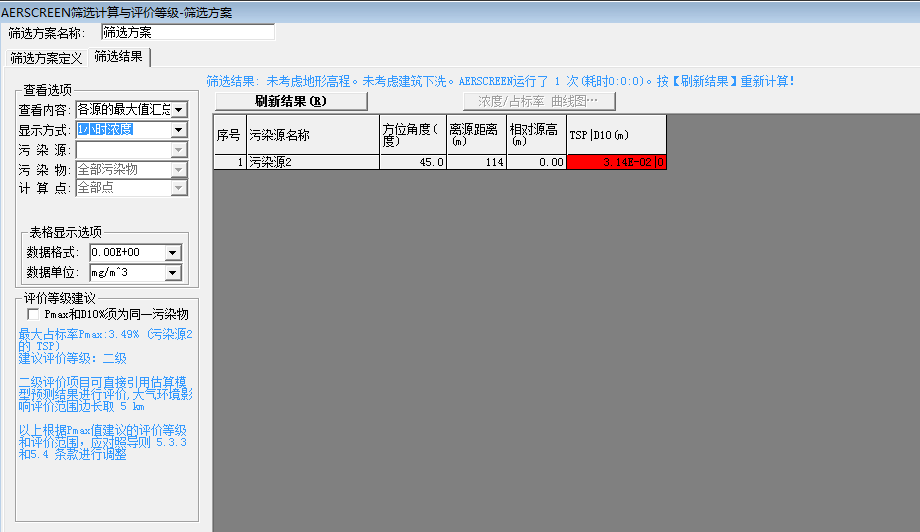 AERSCREEN筛选计算与评价等级-筛选方案
筛选方案名称: 筛选方案
筛选方案定义 筛选结果
筛选结果: 未考虑地形高程。未考虑建筑下洗。AERSCREEN运行了 1 次(耗时0:0:0)。按【刷新结果】重新计算!
刷新结果(R) 浓度/占标率 曲线图…
查看选项
查看内容: 各源的最大值汇总
显示方式: 1小时浓度
污 染 源:
污 染 物: 全部污染物
计 算 点: 全部点
表格显示选项
数据格式: 0.00E+00
数据单位: mg/m^3
评价等级建议
Pmax和D10%须为同一污染物
最大占标率Pmax:3.49% (污染源2
的 TSP)
建议评价等级: 二级
二级评价项目可直接引用估算模
型预测结果进行评价,大气环境影
响评价范围边长取 5 km
以上根据Pmax值建议的评价等级
和评价范围, 应对照导则 5.3.3
和5.4 条款进行调整
序号 污染源名称 方位角度(度) 离源距离(m) 相对源高(m) TSP|D10(m)
1 污染源2 45.0 114 0.00 3.14E-02|0